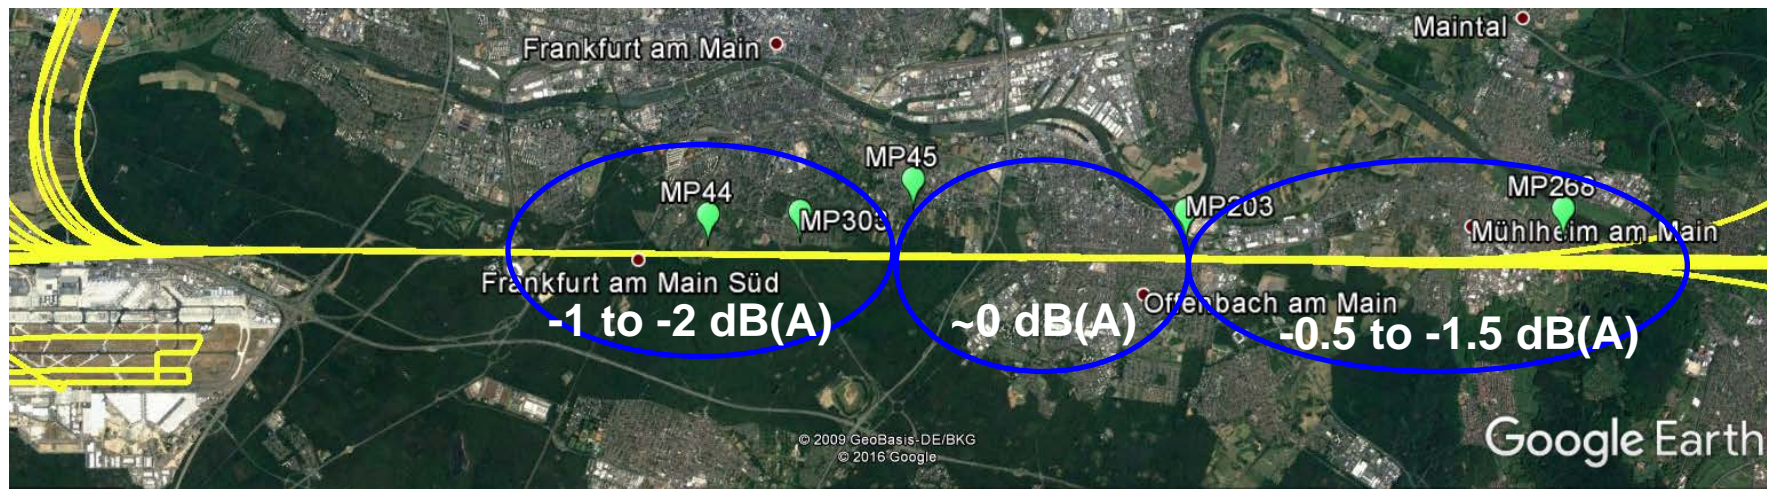 Maintal
Frankfurt am Main
MP45
MP44
MP268
MP303
MP203
Mühlheim am Main
Frankfurt am Main Süd
Offenbach am Main
-1 to -2 dB(A)
~0 dB(A)
-0.5 to -1.5 dB(A)
© 2009 GeoBasis-DE/BKG
© 2016 Google
Google Earth